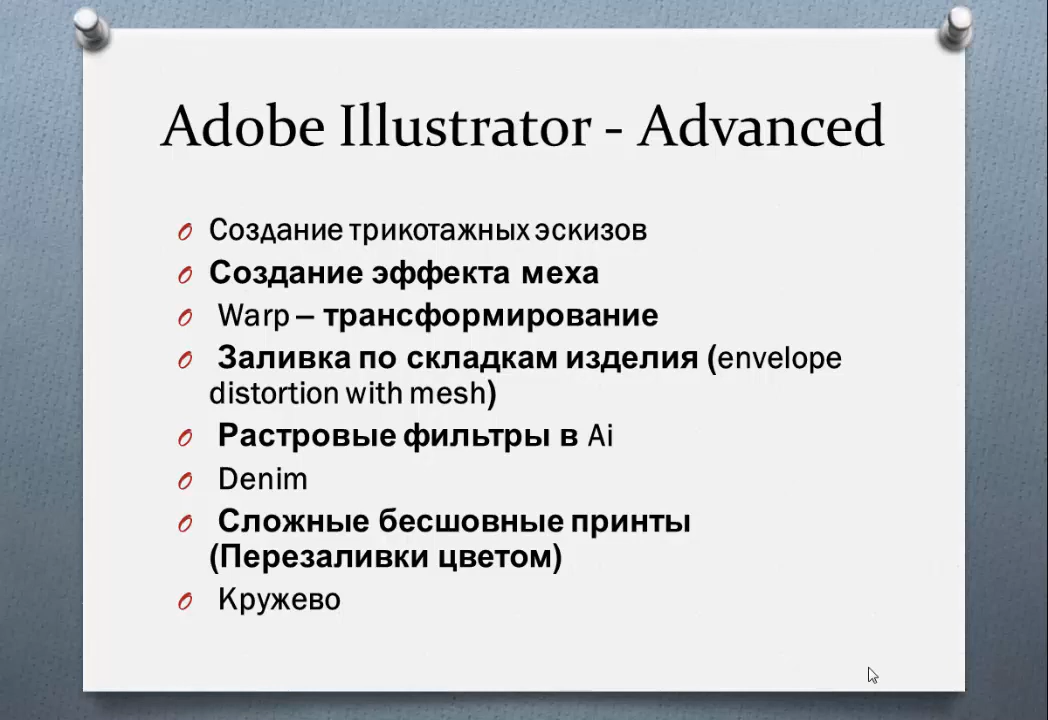 Adobe Illustrator - Advanced
Создание трикотажных эскизов
Создание эффекта меха
Warp – трансформирование
Заливка по складкам изделия (envelope
distortion with mesh)
Растровые фильтры в Ai
Denim
Сложные бесшовные принты
(Перезаливки цветом)
Кружево